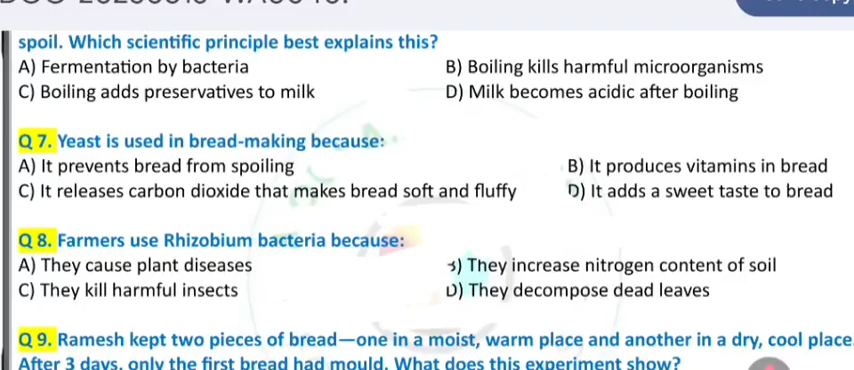 spoil. Which scientific principle best explains this?
A) Fermentation by bacteria B) Boiling kills harmful microorganisms
C) Boiling adds preservatives to milk D) Milk becomes acidic after boiling
Q 7. Yeast is used in bread-making because:
A) It prevents bread from spoiling B) It produces vitamins in bread
C) It releases carbon dioxide that makes bread soft and fluffy D) It adds a sweet taste to bread
Q 8. Farmers use Rhizobium bacteria because:
A) They cause plant diseases B) They increase nitrogen content of soil
C) They kill harmful insects D) They decompose dead leaves
Q 9. Ramesh kept two pieces of bread—one in a moist, warm place and another in a dry, cool place.
After 3 days, only the first bread had mould. What does this experiment show?